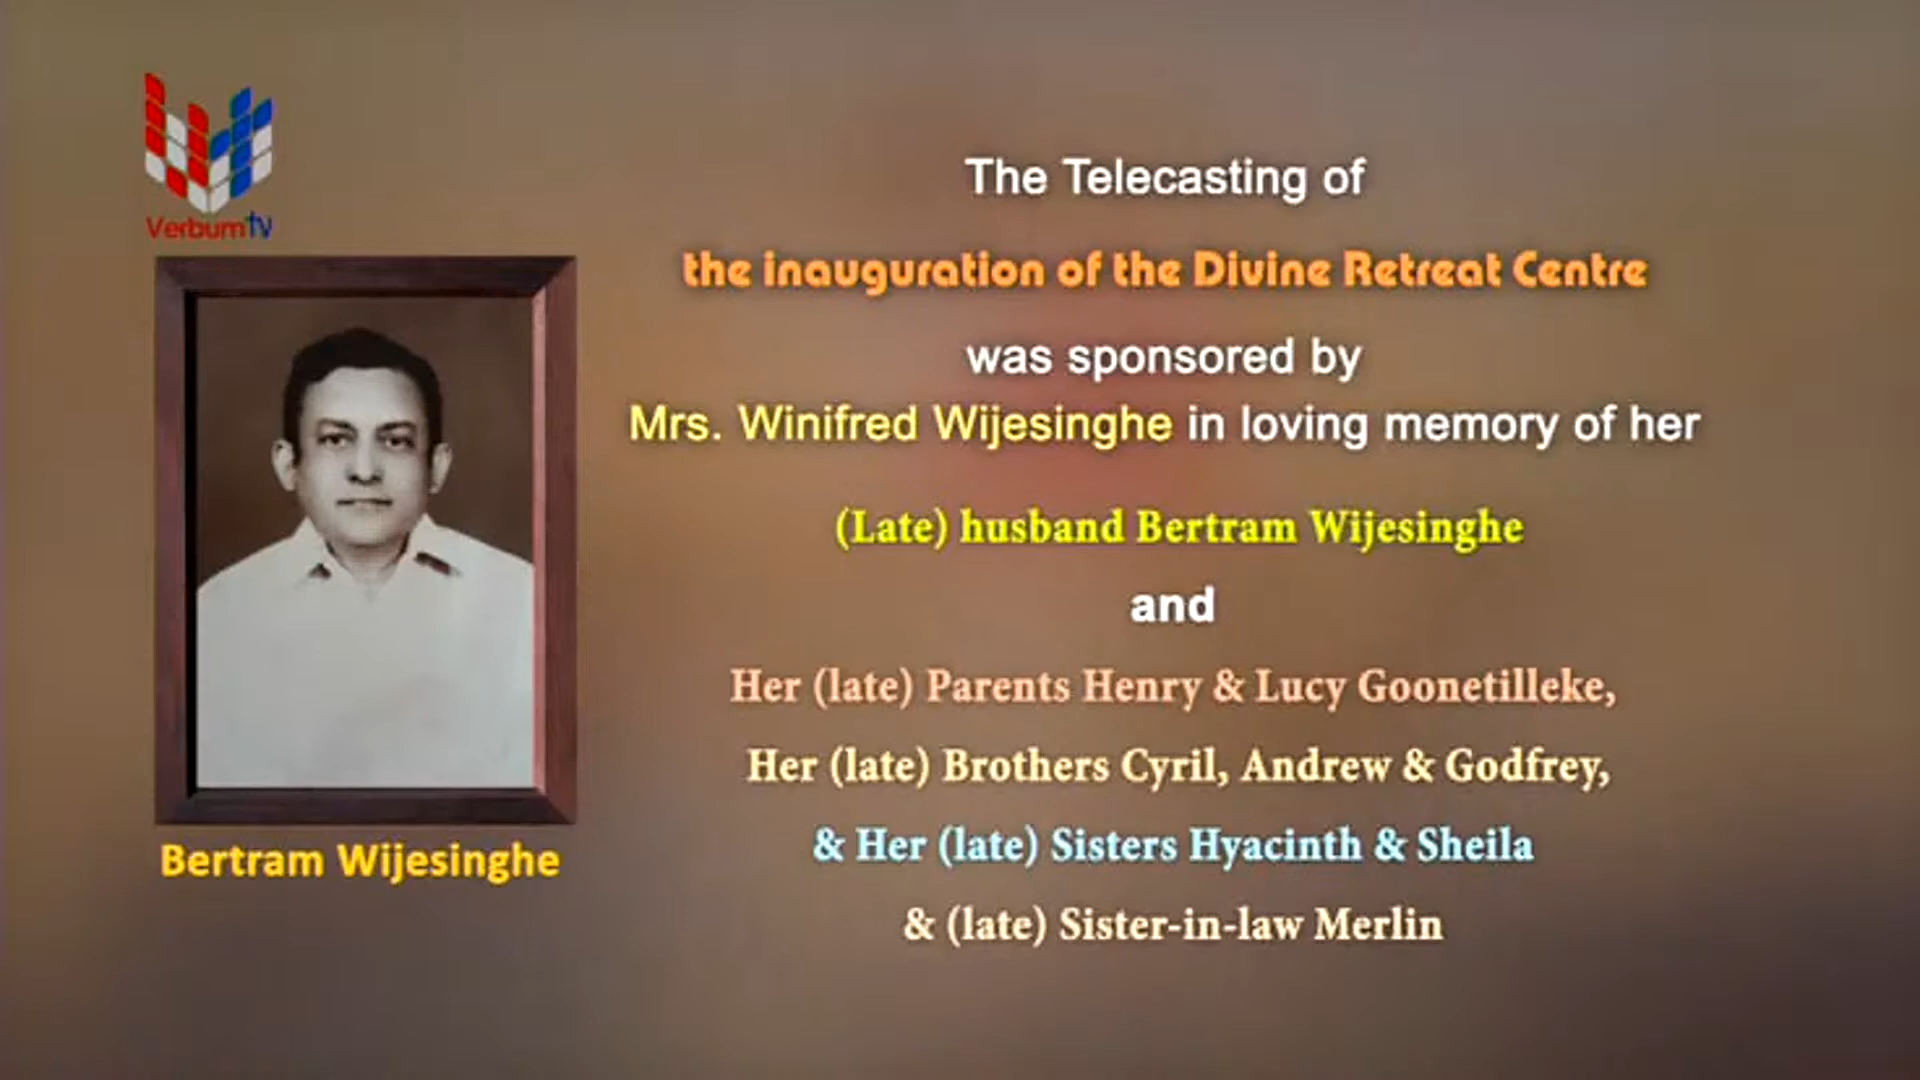 VerbumTV
The Telecasting of
the inauguration of the Divine Retreat Centre
was sponsored by
Mrs. Winifred Wijesinghe in loving memory of her
(Late) husband Bertram Wijesinghe
and
Her (late) Parents Henry & Lucy Goonetilleke,
Her (late) Brothers Cyril, Andrew & Godfrey,
& Her (late) Sisters Hyacinth & Sheila
& (late) Sister-in-law Merlin
Bertram Wijesinghe